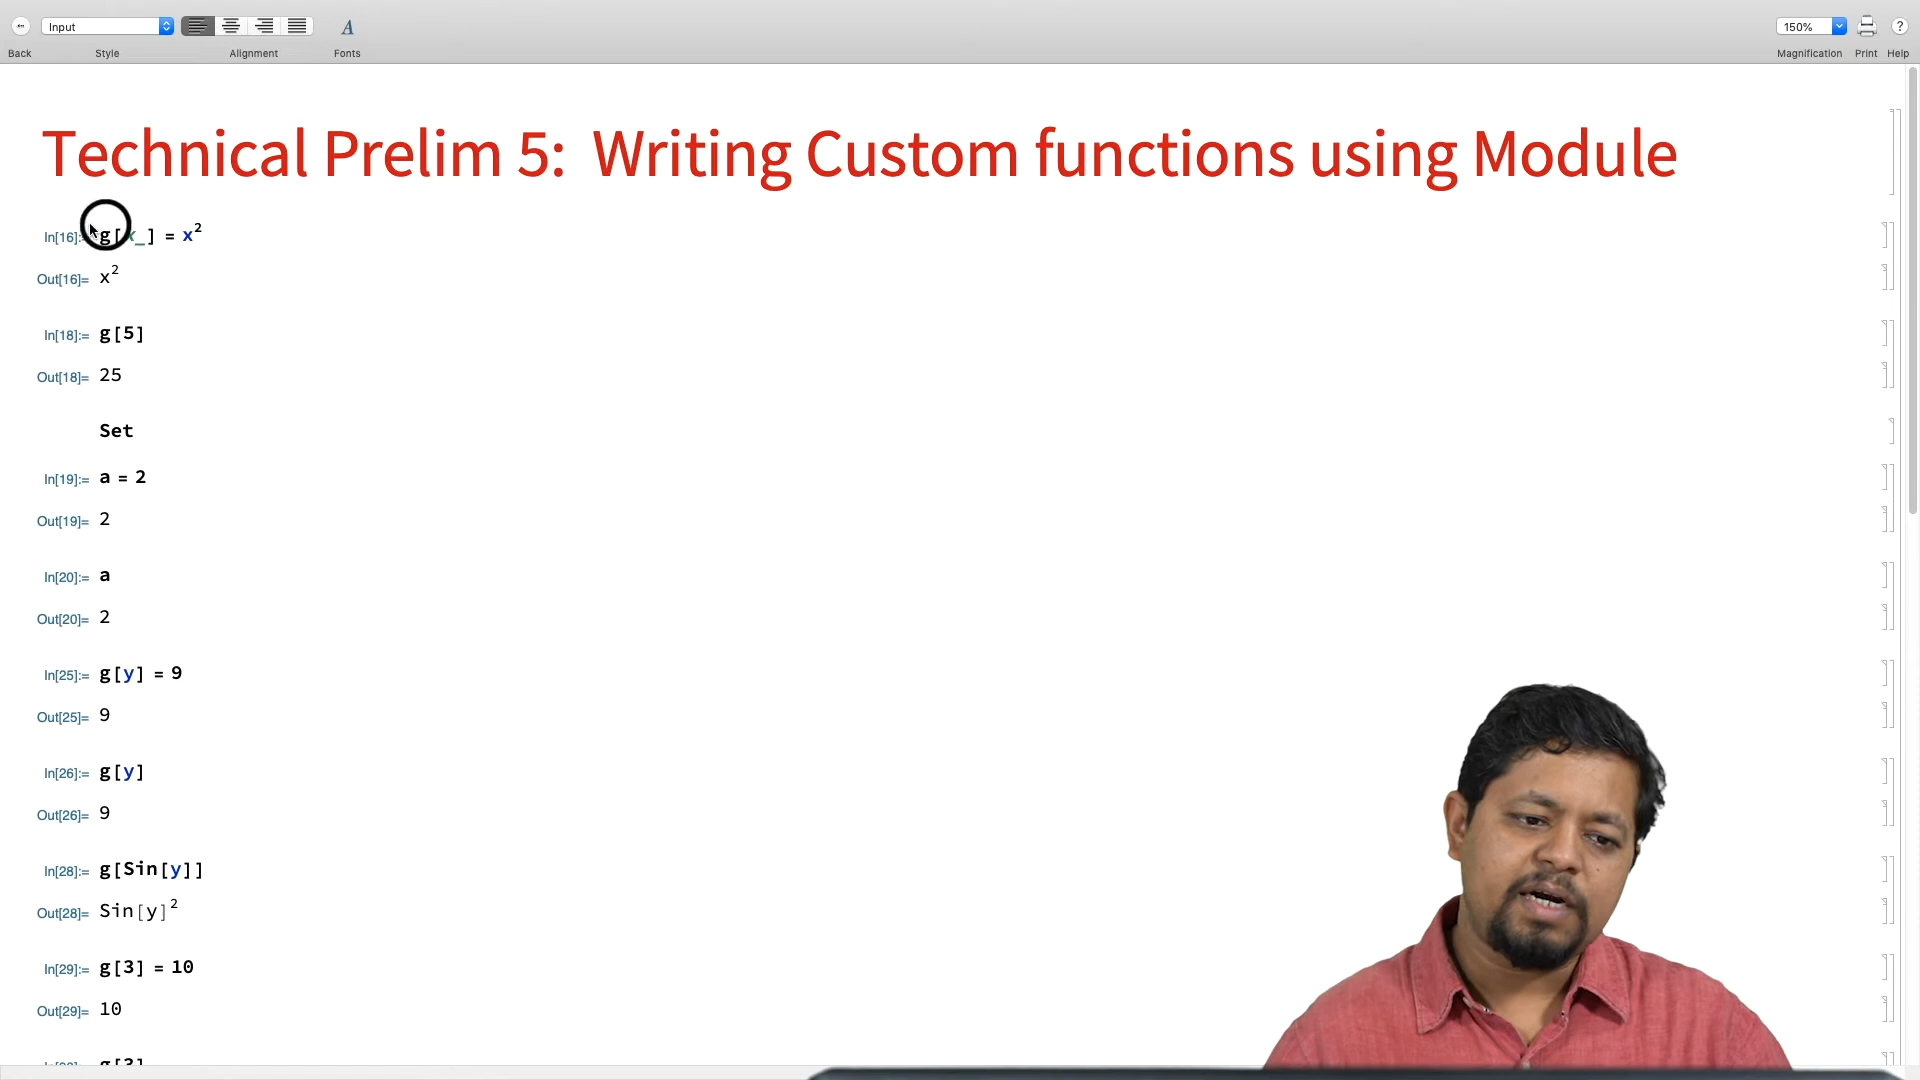 Input
150%
Back Style Alignment Fonts Magnification Print Help
Technical Prelim 5: Writing Custom functions using Module
In[16]:= g[x_] = x²
Out[16]= x²
In[18]:= g[5]
Out[18]= 25
Set
In[19]:= a = 2
Out[19]= 2
In[20]:= a
Out[20]= 2
In[25]:= g[y] = 9
Out[25]= 9
In[26]:= g[y]
Out[26]= 9
In[28]:= g[Sin[y]]
Out[28]= Sin[y]²
In[29]:= g[3] = 10
Out[29]= 10
g[3]